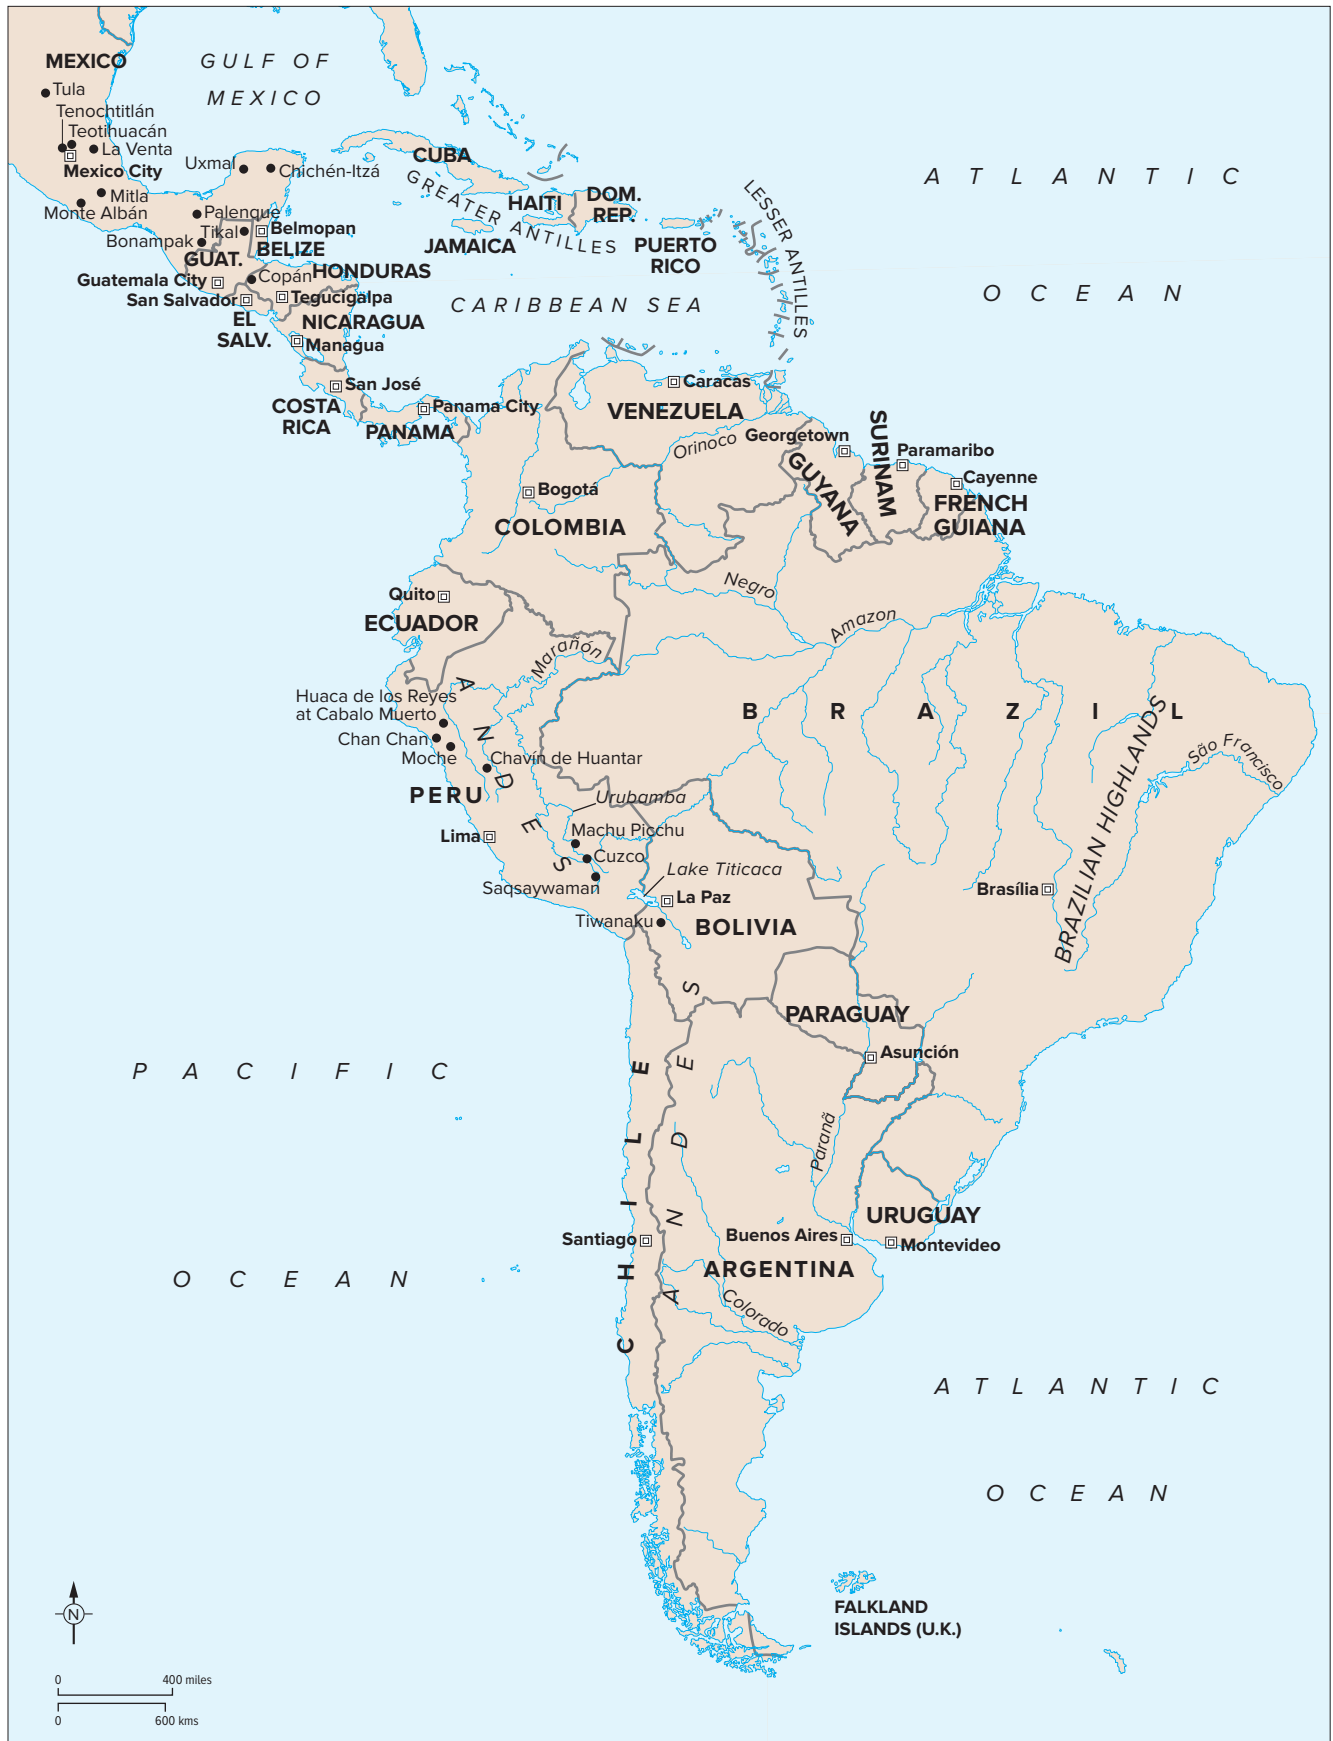 MEXICO
GULF OF
MEXICO
Tula
Tenochtitlán
Teotihuacán
La Venta
Mexico City
Mitla
Monte Albán
Uxmal
Chichén-Itzá
Palenque
Tikal
Bonampak
Belmopan
BELIZE
GUAT.
Guatemala City
Copán
HONDURAS
San Salvador
Tegucigalpa
EL
SALV.
NICARAGUA
Managua
San José
COSTA
RICA
Panama City
PANAMA
CUBA
GREATER ANTILLES
HAITI
DOM.
REP.
JAMAICA
PUERTO
RICO
LESSER ANTILLES
CARIBBEAN SEA
ATLANTIC
OCEAN
Caracas
VENEZUELA
Orinoco
Georgetown
GUYANA
SURINAM
Paramaribo
Cayenne
FRENCH
GUIANA
Bogotá
COLOMBIA
Quito
ECUADOR
Negro
Amazon
Marañón
ANDES
Huaca de los Reyes
at Cabalo Muerto
Chan Chan
Moche
Chavín de Huantar
PERU
Urubamba
Lima
Machu Picchu
Cuzco
Saqsaywaman
Lake Titicaca
La Paz
Tiwanaku
BOLIVIA
BRAZIL
São Francisco
BRAZILIAN HIGHLANDS
Brasília
PARAGUAY
Asunción
PACIFIC
OCEAN
CHILE
ANDES
Paranã
URUGUAY
Montevideo
Santiago
Buenos Aires
ARGENTINA
Colorado
ATLANTIC
OCEAN
FALKLAND
ISLANDS (U.K.)
N
0 400 miles
0 600 kms